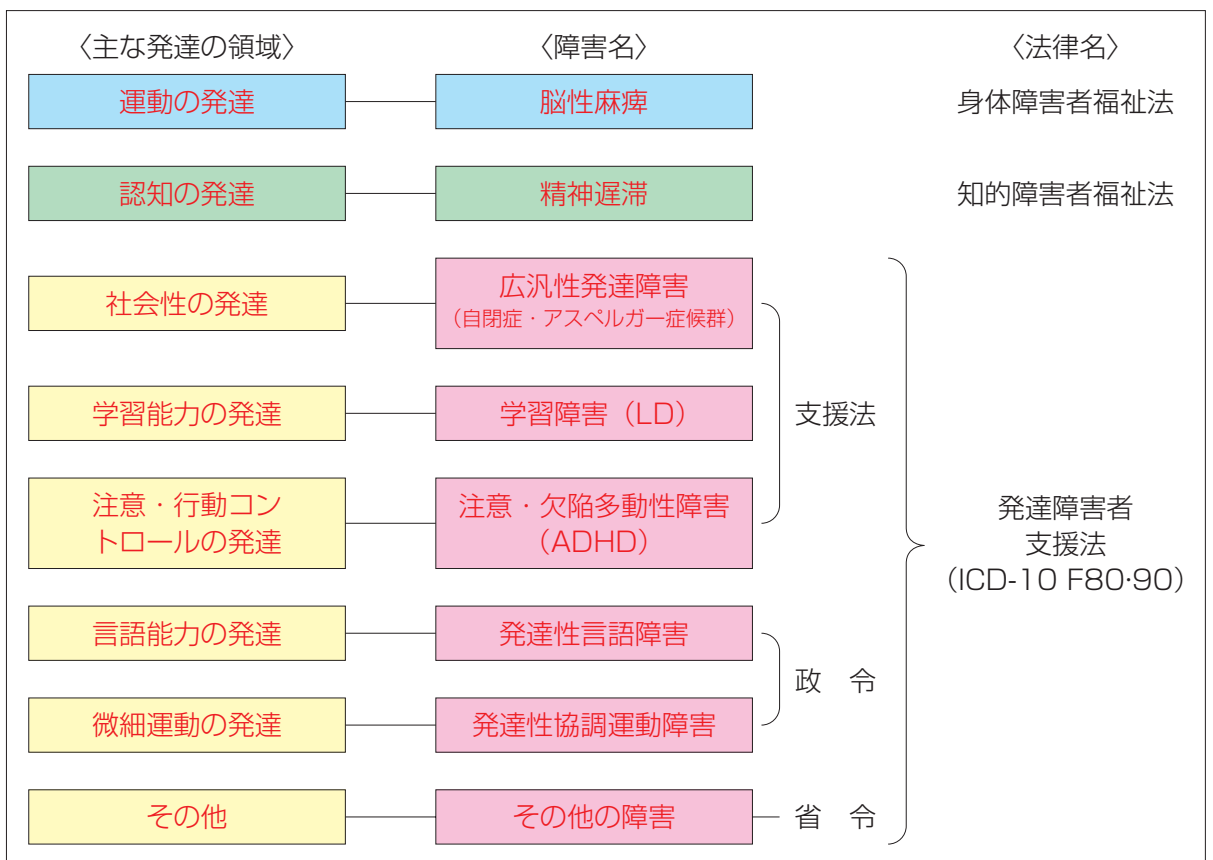 〈主な発達の領域〉 〈障害名〉 〈法律名〉
運動の発達 脳性麻痺 身体障害者福祉法
認知の発達 精神遅滞 知的障害者福祉法
社会性の発達 広汎性発達障害
（自閉症・アスペルガー症候群）
学習能力の発達 学習障害（LD） 支援法
注意・行動コン
トロールの発達
注意・欠陥多動性障害
（ADHD）
発達障害者
支援法
（ICD-10 F80·90）
言語能力の発達 発達性言語障害
政　令
微細運動の発達 発達性協調運動障害
その他 その他の障害 省　令